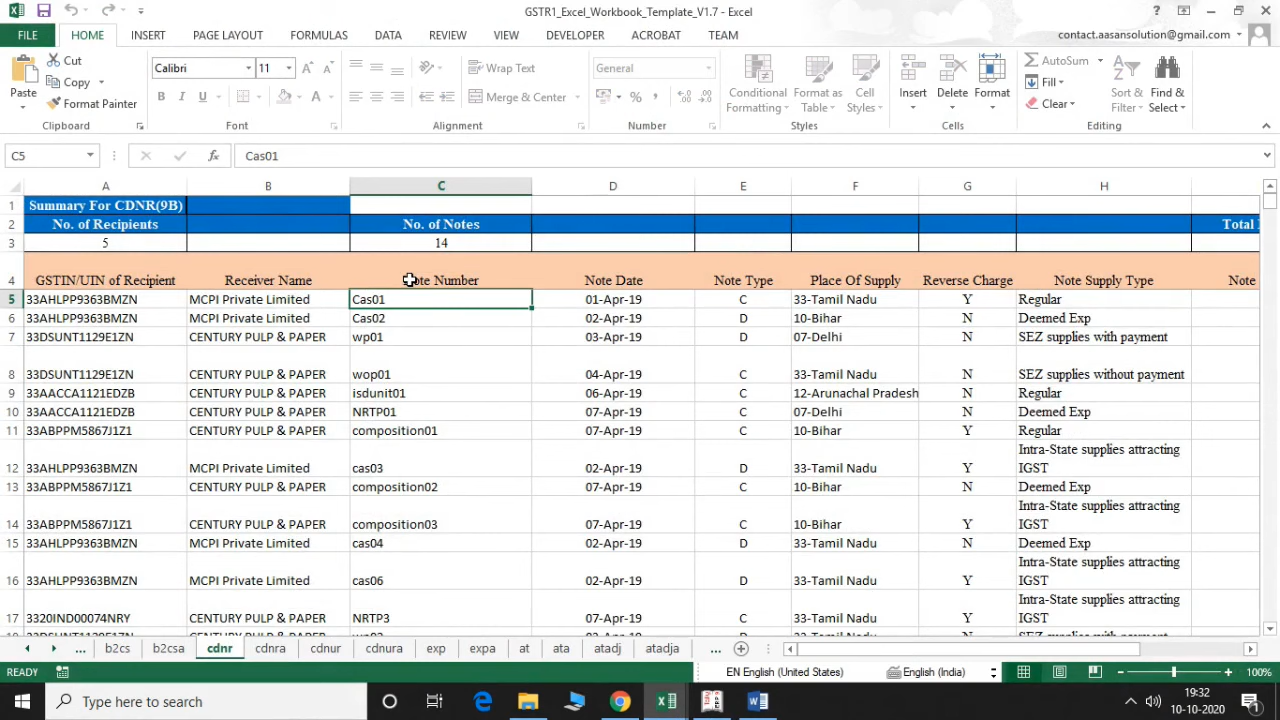 GSTR1_Excel_Workbook_Template_V1.7 - Excel
FILE HOME INSERT PAGE LAYOUT FORMULAS DATA REVIEW VIEW DEVELOPER ACROBAT TEAM contact.aasansolution@gmail.com
Paste Cut Copy Format Painter
Calibri 11
B I U A
Wrap Text
Merge & Center
General
%
Conditional Formatting
Format as Table
Cell Styles
Insert Delete Format
AutoSum
Fill
Clear
Sort & Filter
Find & Select
Clipboard Font Alignment Number Styles Cells Editing
C5 fx Cas01
A B C D E F G H
1 Summary For CDNR(9B)
2 No. of Recipients No. of Notes Total
3 5 14
4 GSTIN/UIN of Recipient Receiver Name Number Note Date Note Type Place Of Supply Reverse Charge Note Supply Type Note
5 33AHLPP9363BMZN MCPI Private Limited Cas01 01-Apr-19 C 33-Tamil Nadu Y Regular
6 33AHLPP9363BMZN MCPI Private Limited Cas02 02-Apr-19 D 10-Bihar N Deemed Exp
7 33DSUNT1129E1ZN CENTURY PULP & PAPER wp01 03-Apr-19 D 07-Delhi N SEZ supplies with payment
8 33DSUNT1129E1ZN CENTURY PULP & PAPER wop01 04-Apr-19 C 33-Tamil Nadu N SEZ supplies without payment
9 33AACCA1121EDZB CENTURY PULP & PAPER isdunit01 06-Apr-19 C 12-Arunachal Pradesh N Regular
10 33AACCA1121EDZB CENTURY PULP & PAPER NRTP01 07-Apr-19 C 07-Delhi N Deemed Exp
11 33ABPPM5867J1Z1 CENTURY PULP & PAPER composition01 07-Apr-19 C 10-Bihar Y Regular
Intra-State supplies attracting
12 33AHLPP9363BMZN MCPI Private Limited cas03 02-Apr-19 D 33-Tamil Nadu Y IGST
13 33ABPPM5867J1Z1 CENTURY PULP & PAPER composition02 07-Apr-19 D 10-Bihar N Deemed Exp
Intra-State supplies attracting
14 33ABPPM5867J1Z1 CENTURY PULP & PAPER composition03 07-Apr-19 C 10-Bihar Y IGST
15 33AHLPP9363BMZN MCPI Private Limited cas04 02-Apr-19 D 33-Tamil Nadu N Deemed Exp
Intra-State supplies attracting
16 33AHLPP9363BMZN MCPI Private Limited cas06 02-Apr-19 D 33-Tamil Nadu Y IGST
Intra-State supplies attracting
17 3320IND00074NRY CENTURY PULP & PAPER NRTP3 07-Apr-19 C 33-Tamil Nadu Y IGST
... b2cs b2csa cdnr cdnra cdnur cdnura exp expa at ata atadj atadja ...
READY EN English (United States) English (India) 100%
Type here to search
19:32
10-10-2020
1